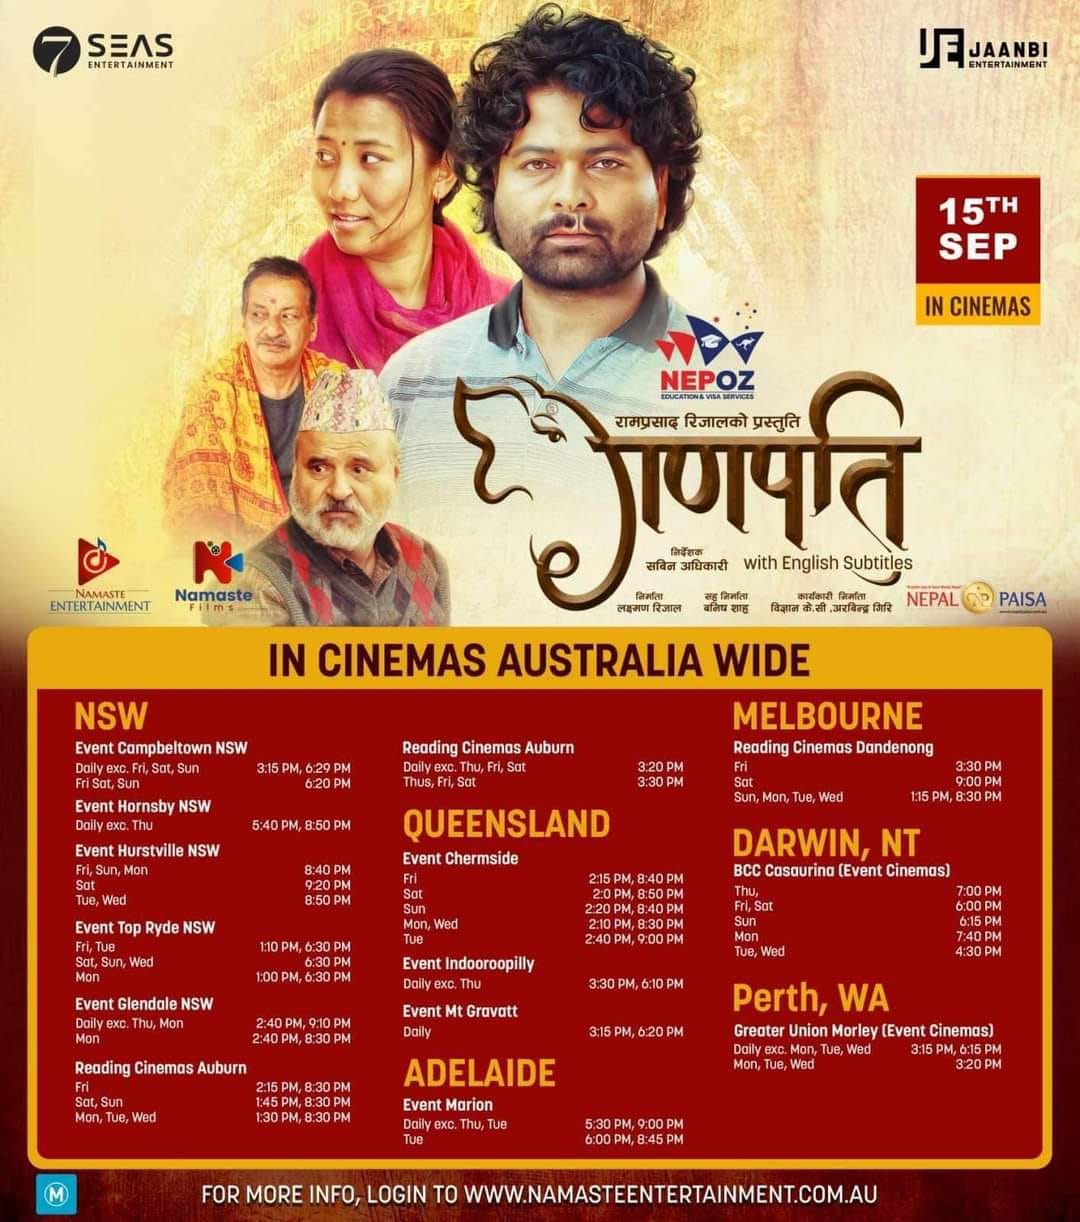 7 SEAS
ENTERTAINMENT
JE JAANBI
ENTERTAINMENT
15TH
SEP
IN CINEMAS
NEPOZ
EDUCATION & VISA SERVICES
रामप्रसाद रिजालको प्रस्तुति
गणपति
निर्देशक
सबिन अधिकारी
with English Subtitles
निर्माता
लक्ष्मण रिजाल
सह निर्माता
बनिष शाहु
कार्यकारी निर्माता
विज्ञान के.सी ,अरबिन्द्र गिरि
NAMASTE
ENTERTAINMENT
Namaste
Films
NEPAL PAISA
IN CINEMAS AUSTRALIA WIDE
NSW
Event Campbeltown NSW
Daily exc. Fri, Sat, Sun 3:15 PM, 6:29 PM
Fri Sat, Sun 6:20 PM
Event Hornsby NSW
Daily exc. Thu 5:40 PM, 8:50 PM
Event Hurstville NSW
Fri, Sun, Mon 8:40 PM
Sat 9:20 PM
Tue, Wed 8:50 PM
Event Top Ryde NSW
Fri, Tue 1:10 PM, 6:30 PM
Sat, Sun, Wed 6:30 PM
Mon 1:00 PM, 6:30 PM
Event Glendale NSW
Daily exc. Thu, Mon 2:40 PM, 9:10 PM
Mon 2:40 PM, 8:30 PM
Reading Cinemas Auburn
Fri 2:15 PM, 8:30 PM
Sat, Sun 1:45 PM, 8:30 PM
Mon, Tue, Wed 1:30 PM, 8:30 PM
Reading Cinemas Auburn
Daily exc. Thu, Fri, Sat 3:20 PM
Thus, Fri, Sat 3:30 PM
QUEENSLAND
Event Chermside
Fri 2:15 PM, 8:40 PM
Sat 2:0 PM, 8:50 PM
Sun 2:20 PM, 8:40 PM
Mon, Wed 2:10 PM, 8:30 PM
Tue 2:40 PM, 9:00 PM
Event Indooroopilly
Daily exc. Thu 3:30 PM, 6:10 PM
Event Mt Gravatt
Daily 3:15 PM, 6:20 PM
ADELAIDE
Event Marion
Daily exc. Thu, Tue 5:30 PM, 9:00 PM
Tue 6:00 PM, 8:45 PM
MELBOURNE
Reading Cinemas Dandenong
Fri 3:30 PM
Sat 9:00 PM
Sun, Mon, Tue, Wed 1:15 PM, 8:30 PM
DARWIN, NT
BCC Casaurina (Event Cinemas)
Thu, 7:00 PM
Fri, Sat 6:00 PM
Sun 6:15 PM
Mon 7:40 PM
Tue, Wed 4:30 PM
Perth, WA
Greater Union Morley (Event Cinemas)
Daily exc. Mon, Tue, Wed 3:15 PM, 6:15 PM
Mon, Tue, Wed 3:20 PM
M
FOR MORE INFO, LOGIN TO WWW.NAMASTEENTERTAINMENT.COM.AU